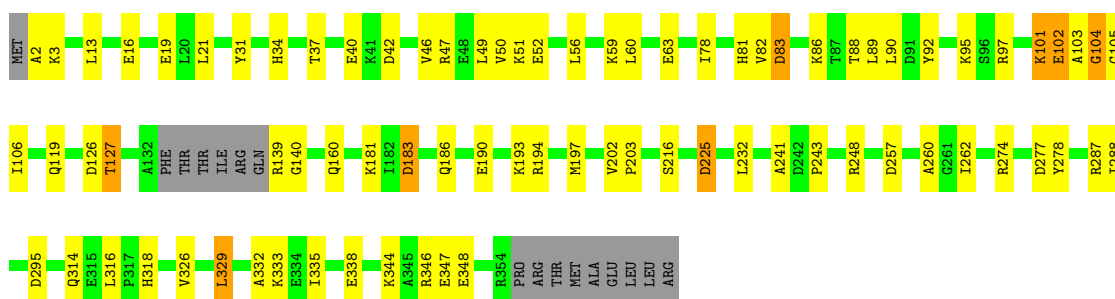 MET A2 K3 L13 E16 E19 L20 L21 Y31 H34 T37 E40 K41 D42 V46 R47 E48 L49 V50 K51 E52 L56 K59 L60 E63 I78 H81 V82 D83 K86 T87 T88 L89 L90 D91 Y92 K95 S96 R97 K101 E102 A103 G104
I106 Q119 D126 T127 A132 PHE THR THR ILE ARG GLN R139 G140 Q160 K181 I182 D183 Q186 E190 K193 R194 M197 V202 P203 S216 D225 L232 A241 D242 P243 R248 D257 A260 G261 I262 R274 D277 Y278 R287
D295 Q314 E315 L316 P317 H318 V326 L329 A332 K333 E334 I335 E338 K344 A345 R346 E347 E348 R354 PRO ARG THR MET ALA GLU LEU LEU ARG